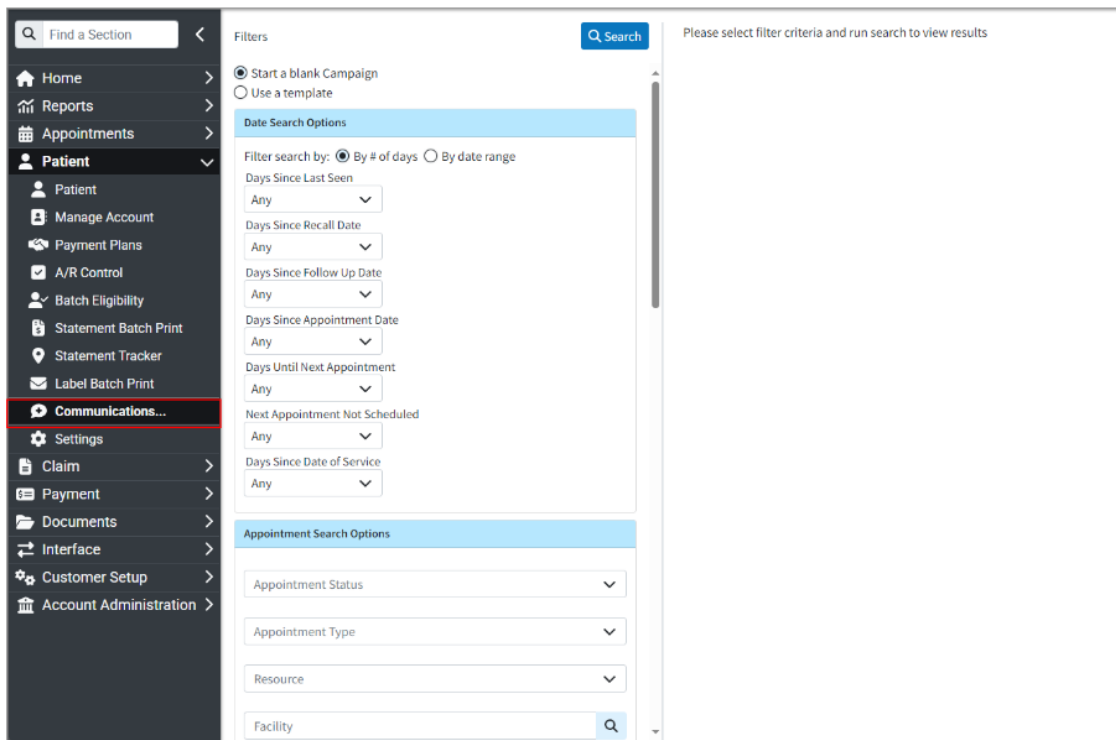 Find a Section
Home
Reports
Appointments
Patient
Patient
Manage Account
Payment Plans
A/R Control
Batch Eligibility
Statement Batch Print
Statement Tracker
Label Batch Print
Communications...
Settings
Claim
Payment
Documents
Interface
Customer Setup
Account Administration
Filters
Search
Start a blank Campaign
Use a template
Date Search Options
Filter search by: By # of days By date range
Days Since Last Seen
Any
Days Since Recall Date
Any
Days Since Follow Up Date
Any
Days Since Appointment Date
Any
Days Until Next Appointment
Any
Next Appointment Not Scheduled
Any
Days Since Date of Service
Any
Appointment Search Options
Appointment Status
Appointment Type
Resource
Facility
Please select filter criteria and run search to view results